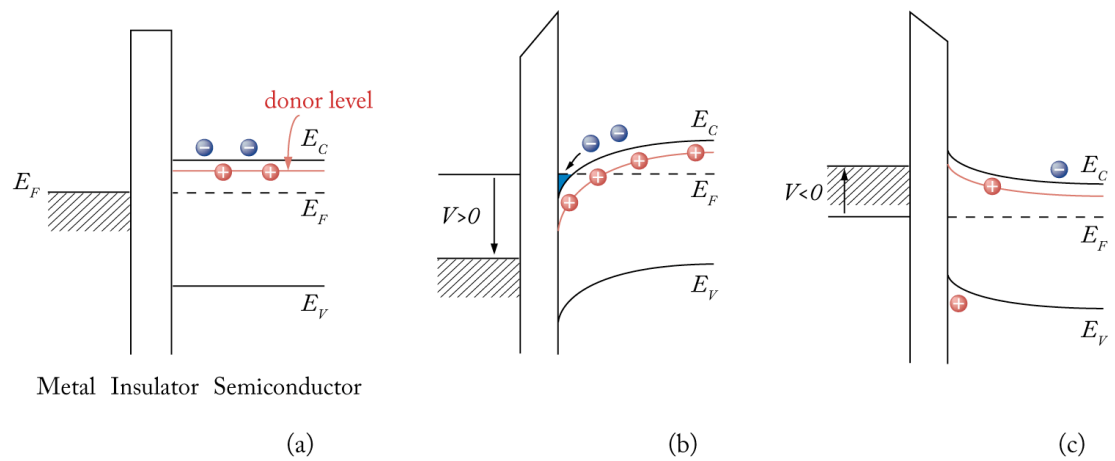 donor level
− −
E_C
+ +
E_F
E_F
E_V
Metal Insulator Semiconductor
(a)
− −
E_C
+ + + +
E_F
V>0
E_V
(b)
−
E_C
+
V<0
E_F
+
E_V
(c)